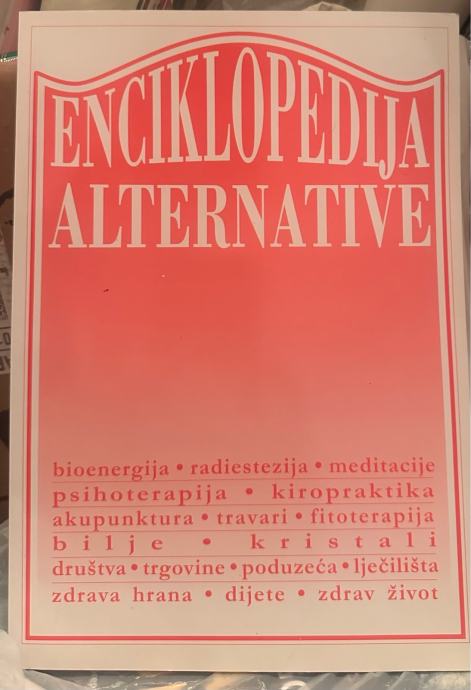 ENCIKLOPEDIJA
ALTERNATIVE
bioenergija • radiestezija • meditacije
psihoterapija • kiropraktika
akupunktura • travari • fitoterapija
bilje • kristali
društva • trgovine • poduzeća • lječilišta
zdrava hrana • dijete • zdrav život